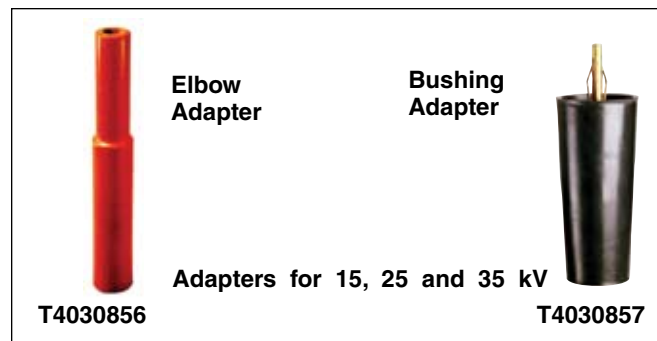 Elbow
Adapter
Bushing
Adapter
Adapters for 15, 25 and 35 kV
T4030856
T4030857